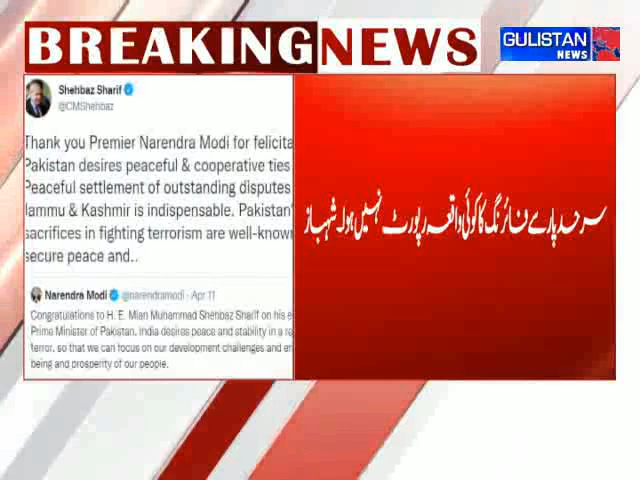 BREAKING NEWS
GULISTAN
NEWS
Shehbaz Sharif
@CMShehbaz
Thank you Premier Narendra Modi for felicita
Pakistan desires peaceful & cooperative ties
Peaceful settlement of outstanding disputes
Jammu & Kashmir is indispensable. Pakistan'
sacrifices in fighting terrorism are well-known
secure peace and..
Narendra Modi @narendramodi · Apr 11
Congratulations to H. E. Mian Muhammad Shehbaz Sharif on his e
Prime Minister of Pakistan. India desires peace and stability in a re
terror, so that we can focus on our development challenges and en
being and prosperity of our people.
سرحد پارے فائرنگ کا کوئی واقعہ رپورٹ نہیں ہوا۔ شہباز